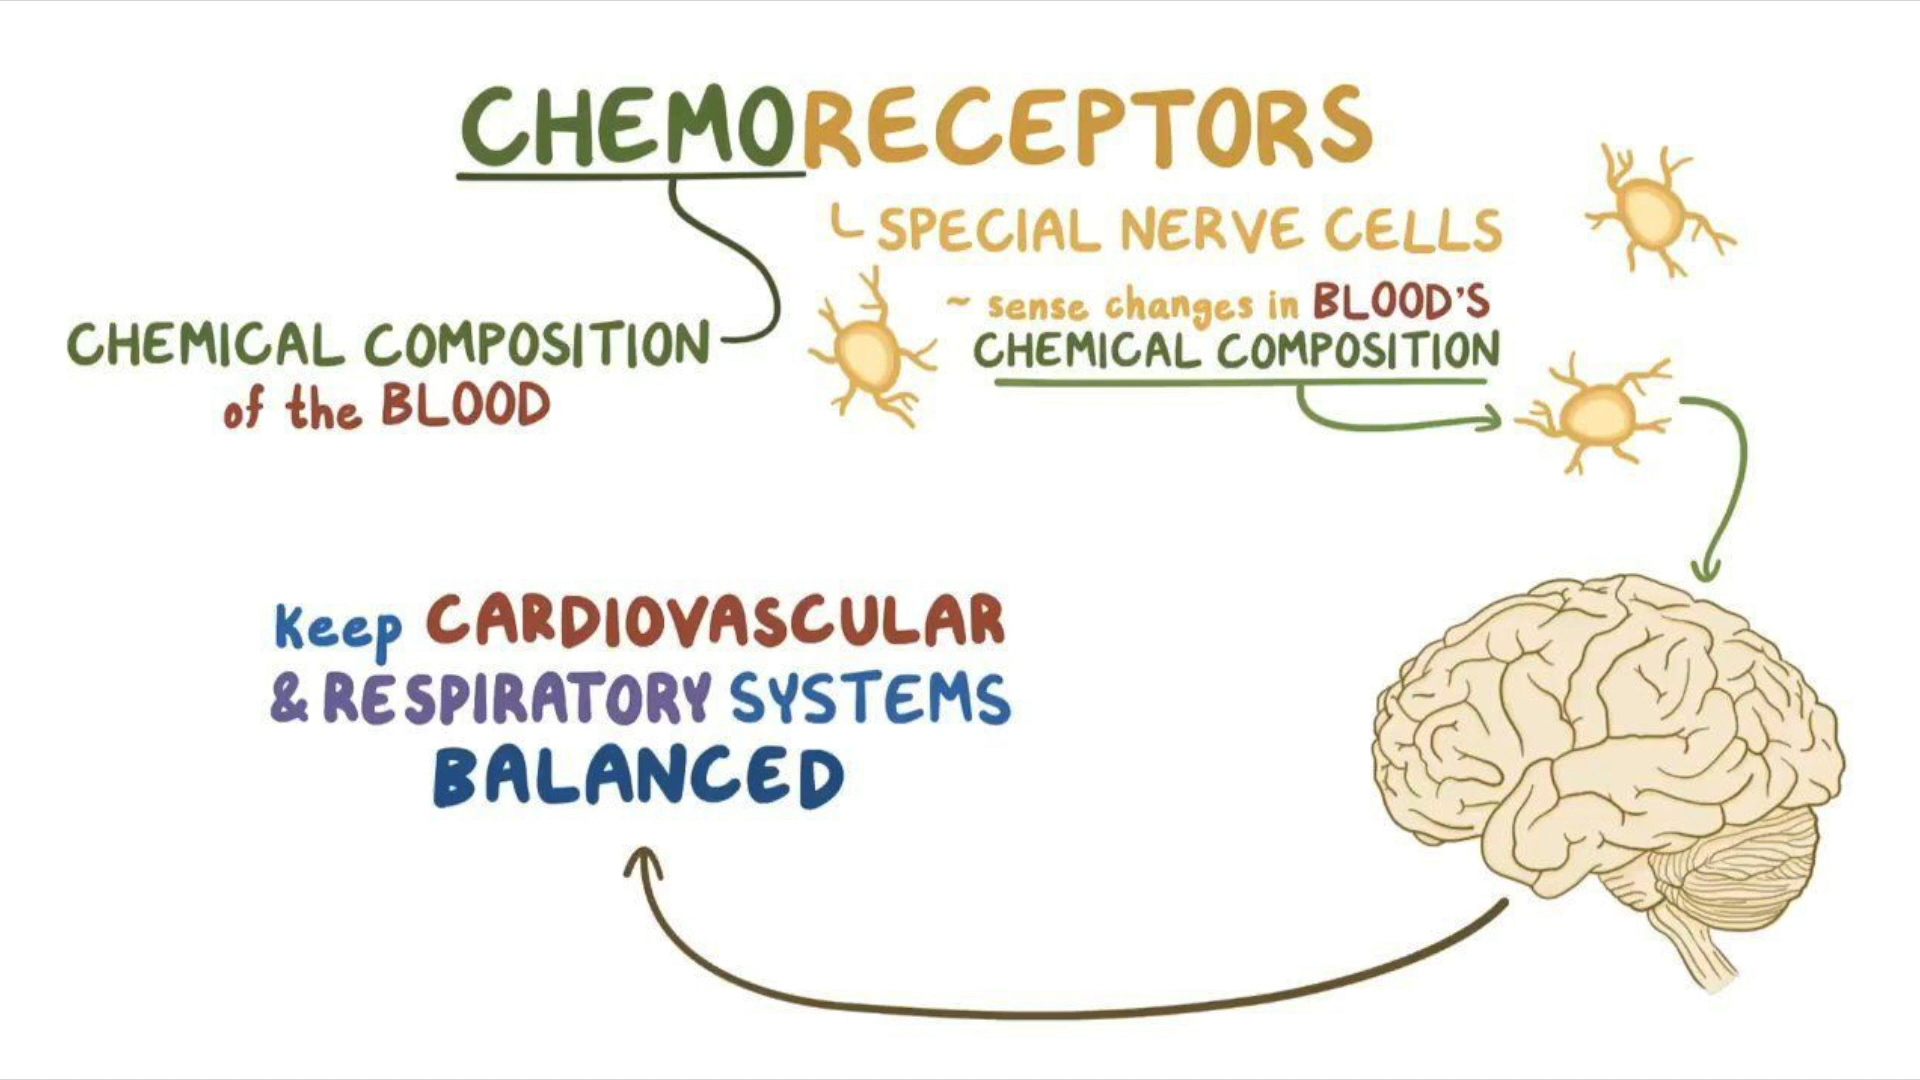 CHEMORECEPTORS
SPECIAL NERVE CELLS
~ sense changes in BLOOD'S
CHEMICAL COMPOSITION
CHEMICAL COMPOSITION
of the BLOOD
Keep CARDIOVASCULAR
& RESPIRATORY SYSTEMS
BALANCED